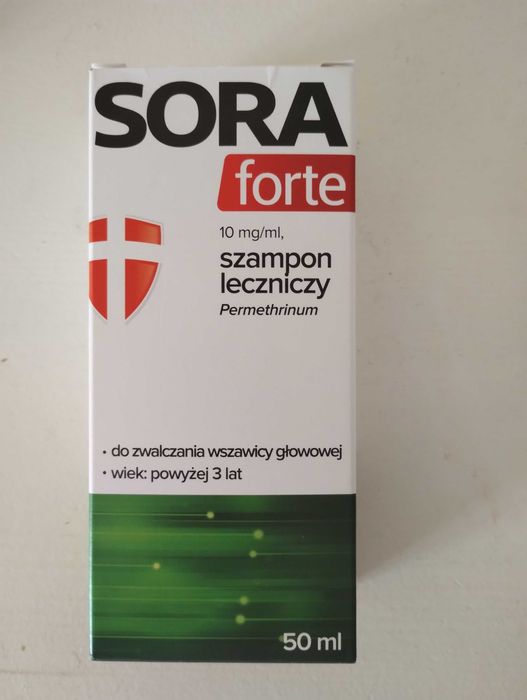 SORA
forte
10 mg/ml,
szampon
leczniczy
Permethrinum
• do zwalczania wszawicy głowowej
• wiek: powyżej 3 lat
50 ml